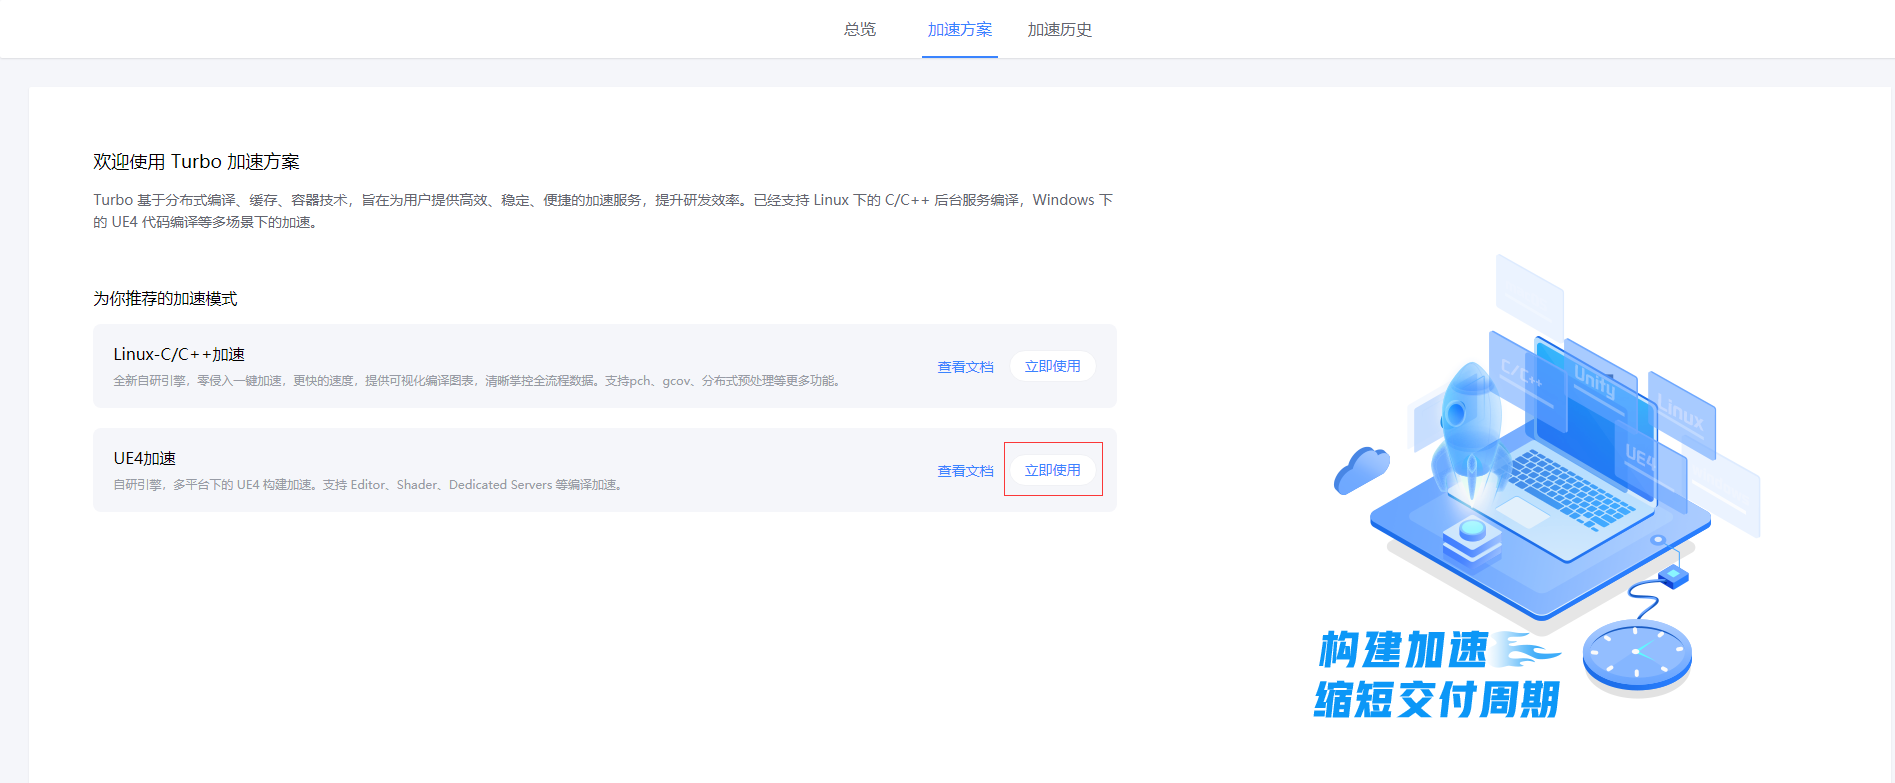 总览 加速方案 加速历史
欢迎使用 Turbo 加速方案
Turbo 基于分布式编译、缓存、容器技术，旨在为用户提供高效、稳定、便捷的加速服务，提升研发效率。已经支持 Linux 下的 C/C++ 后台服务编译，Windows 下
的 UE4 代码编译等多场景下的加速。
为你推荐的加速模式
Linux-C/C++加速
全新自研引擎，零侵入一键加速，更快的速度，提供可视化编译图表，清晰掌控全流程数据。支持pch、gcov、分布式预处理等更多功能。
查看文档 立即使用
UE4加速
自研引擎，多平台下的 UE4 构建加速。支持 Editor、Shader、Dedicated Servers 等编译加速。
查看文档 立即使用
C/C++
Unity
Linux
UE4
构建加速
缩短交付周期